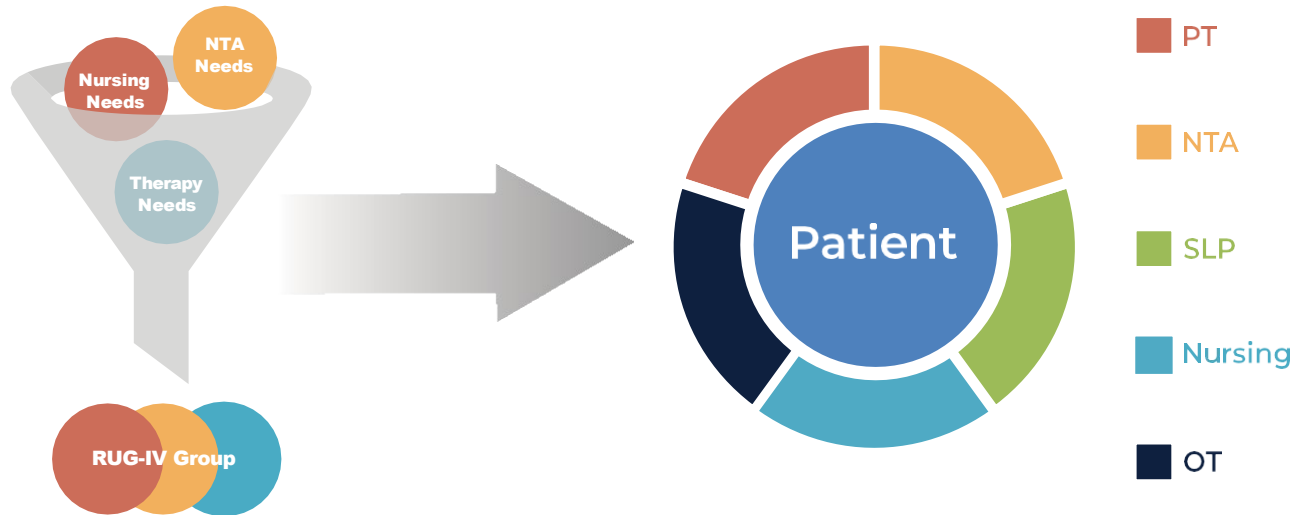 NTA
Needs
Nursing
Needs
Therapy
Needs
RUG-IV Group
Patient
PT
NTA
SLP
Nursing
OT